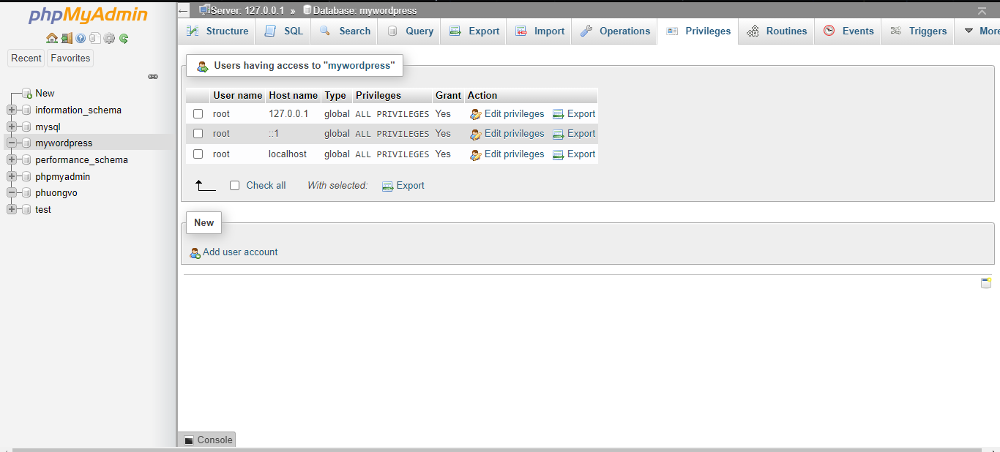 phpMyAdmin
Recent Favorites
New
information_schema
mysql
mywordpress
performance_schema
phpmyadmin
phuongvo
test
Server: 127.0.0.1 » Database: mywordpress
Structure SQL Search Query Export Import Operations Privileges Routines Events Triggers More
Users having access to "mywordpress"
User name Host name Type Privileges Grant Action
root 127.0.0.1 global ALL PRIVILEGES Yes Edit privileges Export
root ::1 global ALL PRIVILEGES Yes Edit privileges Export
root localhost global ALL PRIVILEGES Yes Edit privileges Export
Check all With selected: Export
New
Add user account
Console